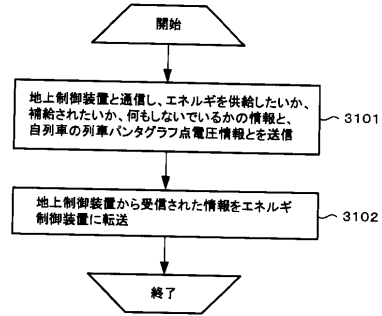 開始
地上制御装置と通信し、エネルギを供給したいか、
補給されたいか、何もしないでいるかの情報と、
自列車の列車パンタグラフ点電圧情報とを送信
3101
地上制御装置から受信された情報をエネルギ
制御装置に転送
3102
終了